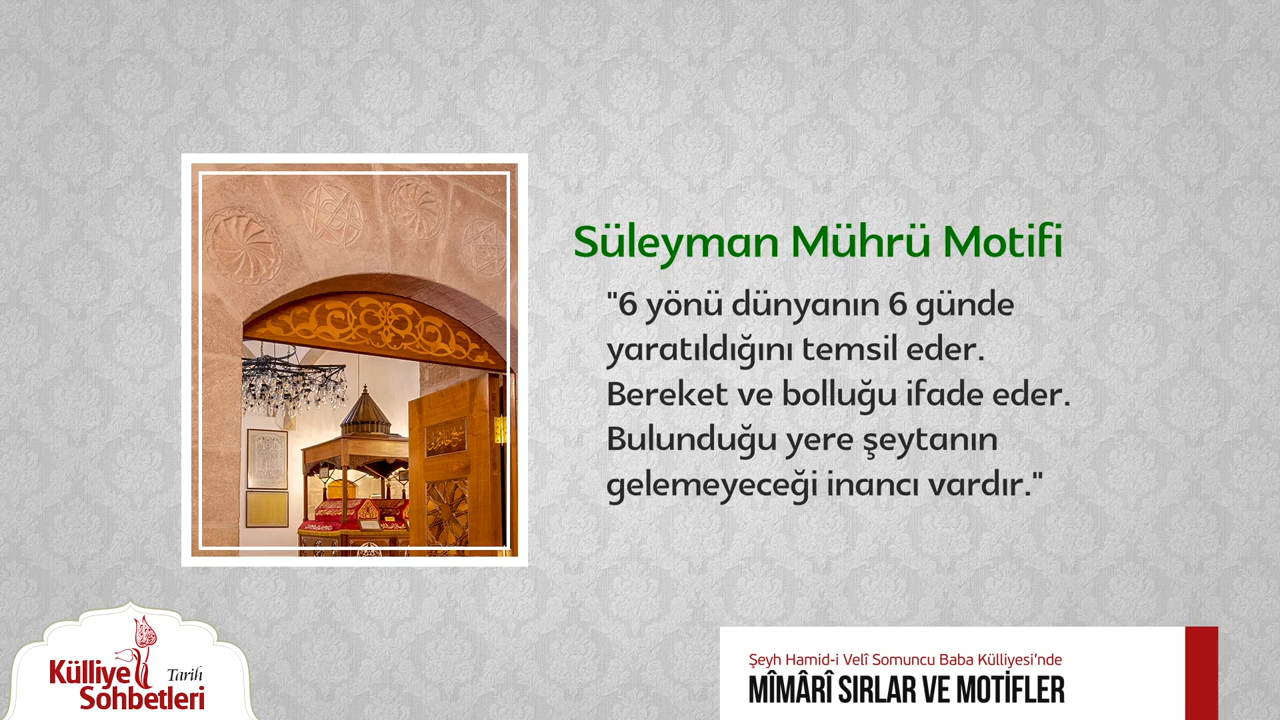 Süleyman Mührü Motifi
"6 yönü dünyanın 6 günde
yaratıldığını temsil eder.
Bereket ve bolluğu ifade eder.
Bulunduğu yere şeytanın
gelemeyeceği inancı vardır."
Külliye Tarih
Sohbetleri
Şeyh Hamid-i Velî Somuncu Baba Külliyesi'nde
MÎMÂRÎ SIRLAR VE MOTİFLER